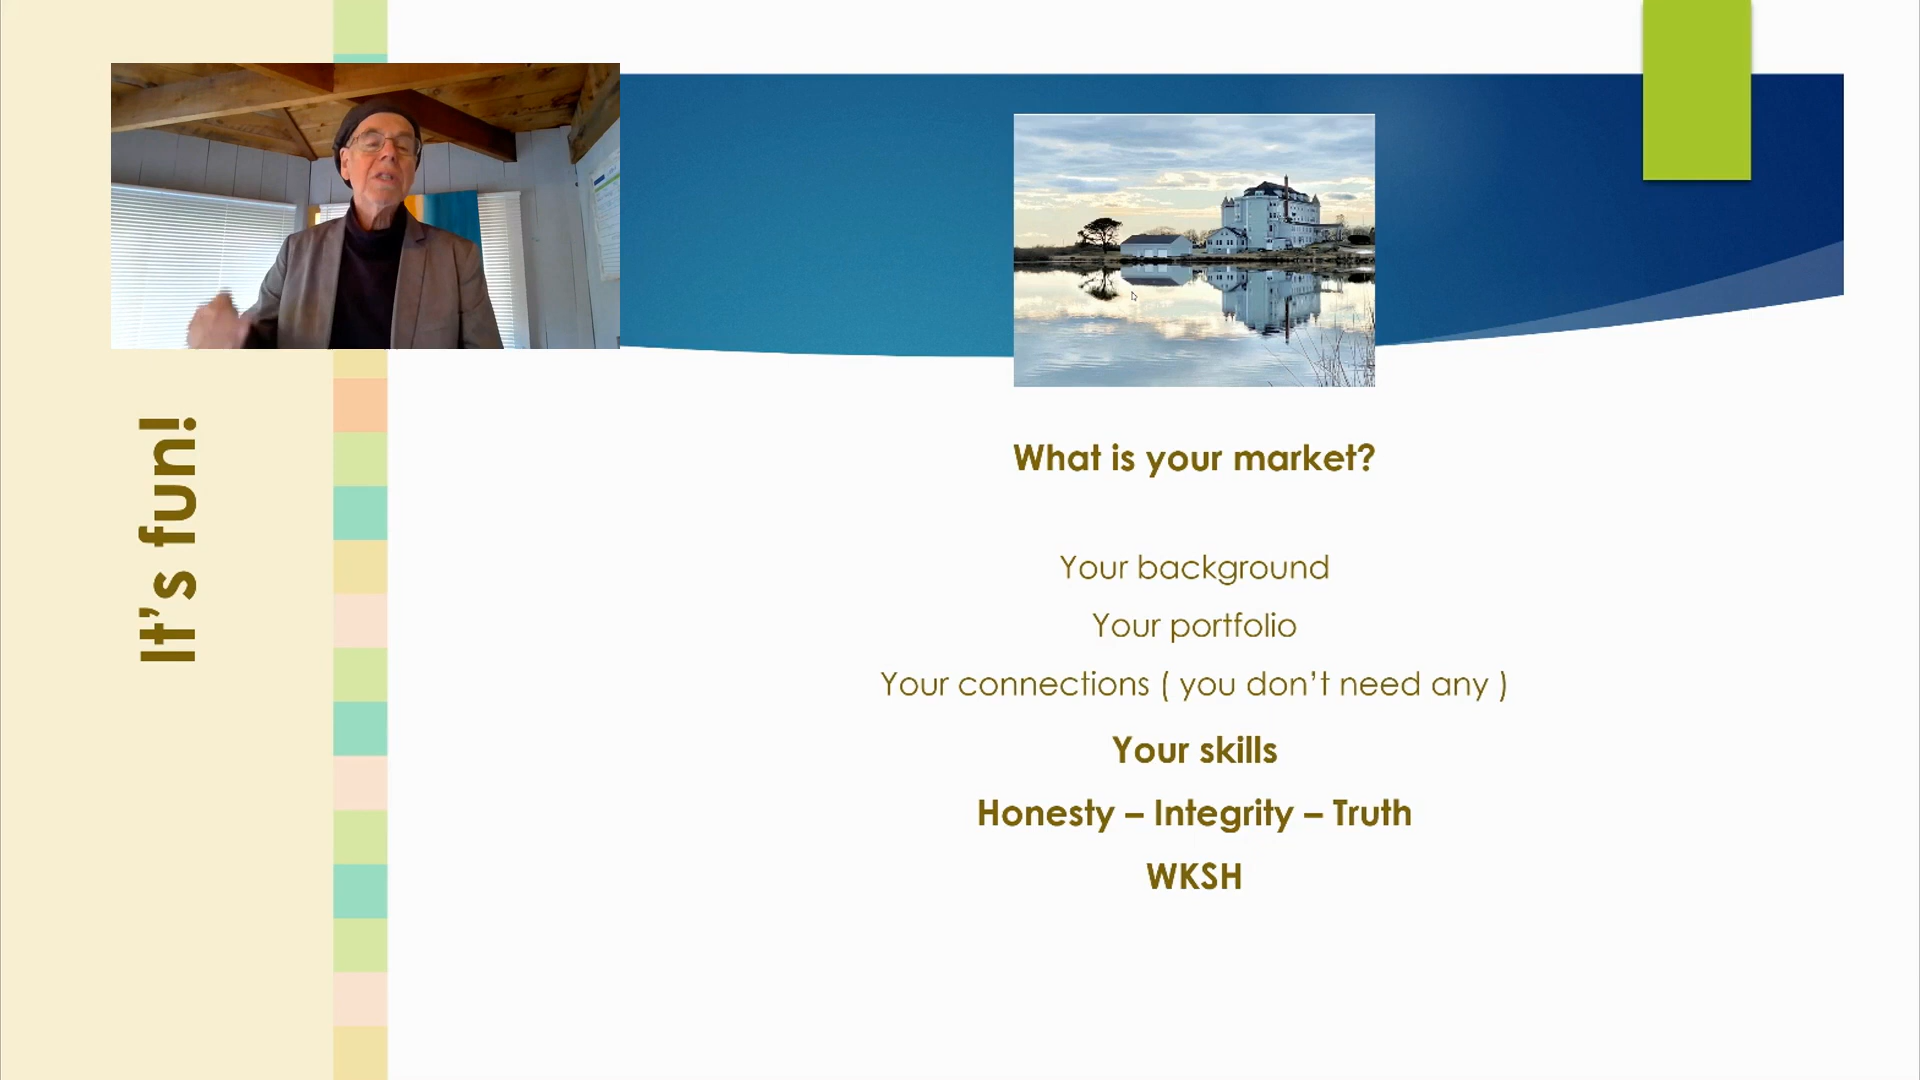 It's fun!
What is your market?
Your background
Your portfolio
Your connections ( you don't need any )
Your skills
Honesty – Integrity – Truth
WKSH